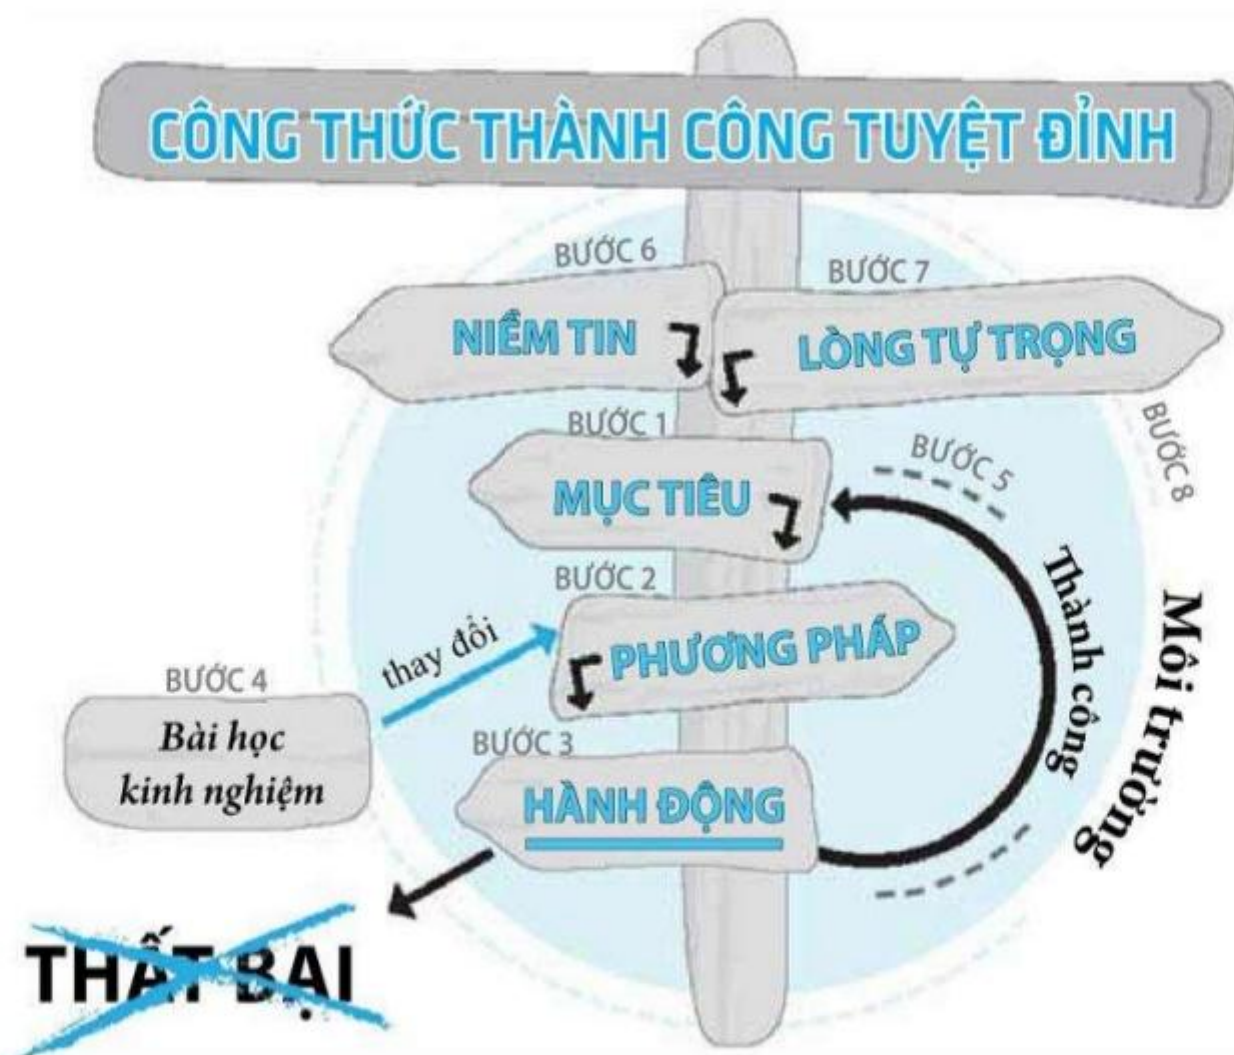 CÔNG THỨC THÀNH CÔNG TUYỆT ĐỈNH
BƯỚC 6
NIỀM TIN
BƯỚC 7
LÒNG TỰ TRỌNG
BƯỚC 1
MỤC TIÊU
BƯỚC 5
BƯỚC 8
BƯỚC 2
PHƯƠNG PHÁP
thay đổi
Thành công
Môi trường
BƯỚC 4
Bài học
kinh nghiệm
BƯỚC 3
HÀNH ĐỘNG
THẤT BẠI